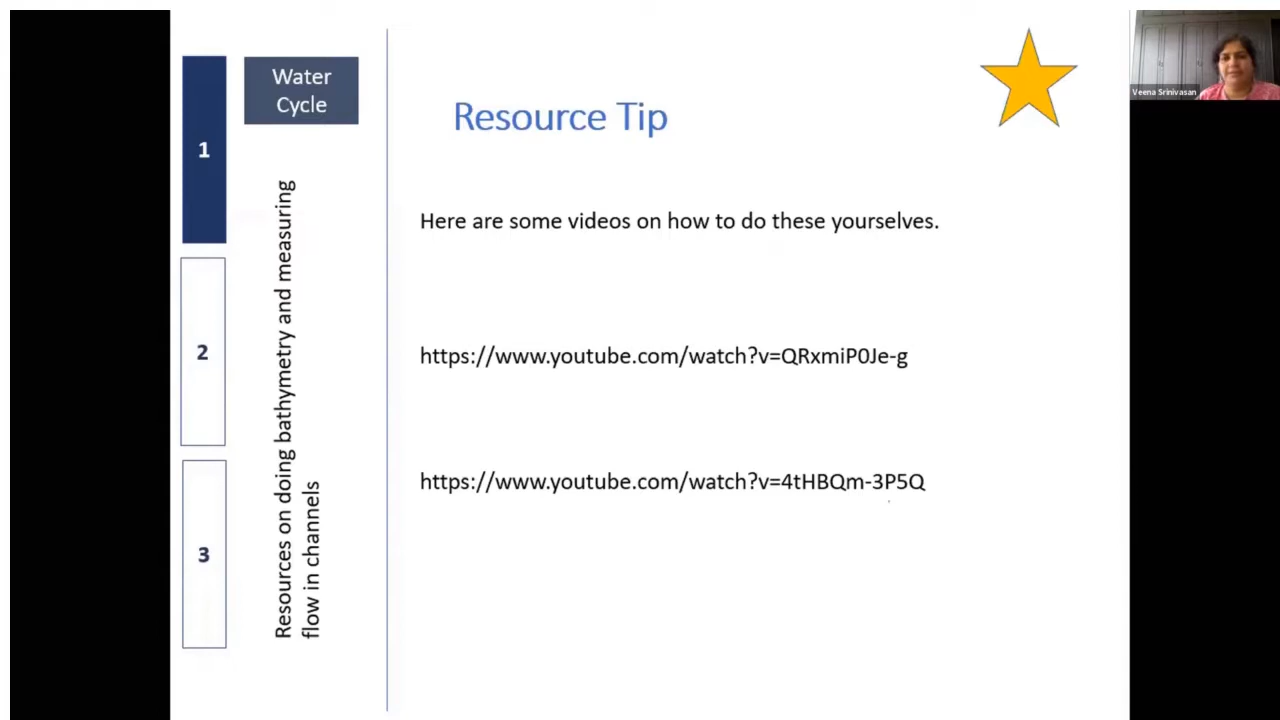 1
2
3
Water
Cycle
Resources on doing bathymetry and measuring
flow in channels
Resource Tip
Here are some videos on how to do these yourselves.
https://www.youtube.com/watch?v=QRxmiP0Je-g
https://www.youtube.com/watch?v=4tHBQm-3P5Q
Veena Srinivasan